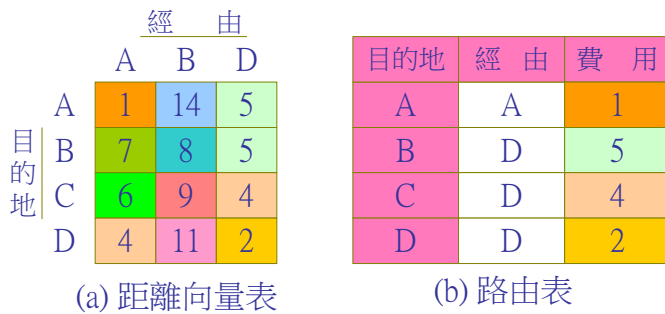 經 由
A B D
目的地
A 1 14 5
B 7 8 5
C 6 9 4
D 4 11 2
(a) 距離向量表
目的地 經 由 費 用
A A 1
B D 5
C D 4
D D 2
(b) 路由表